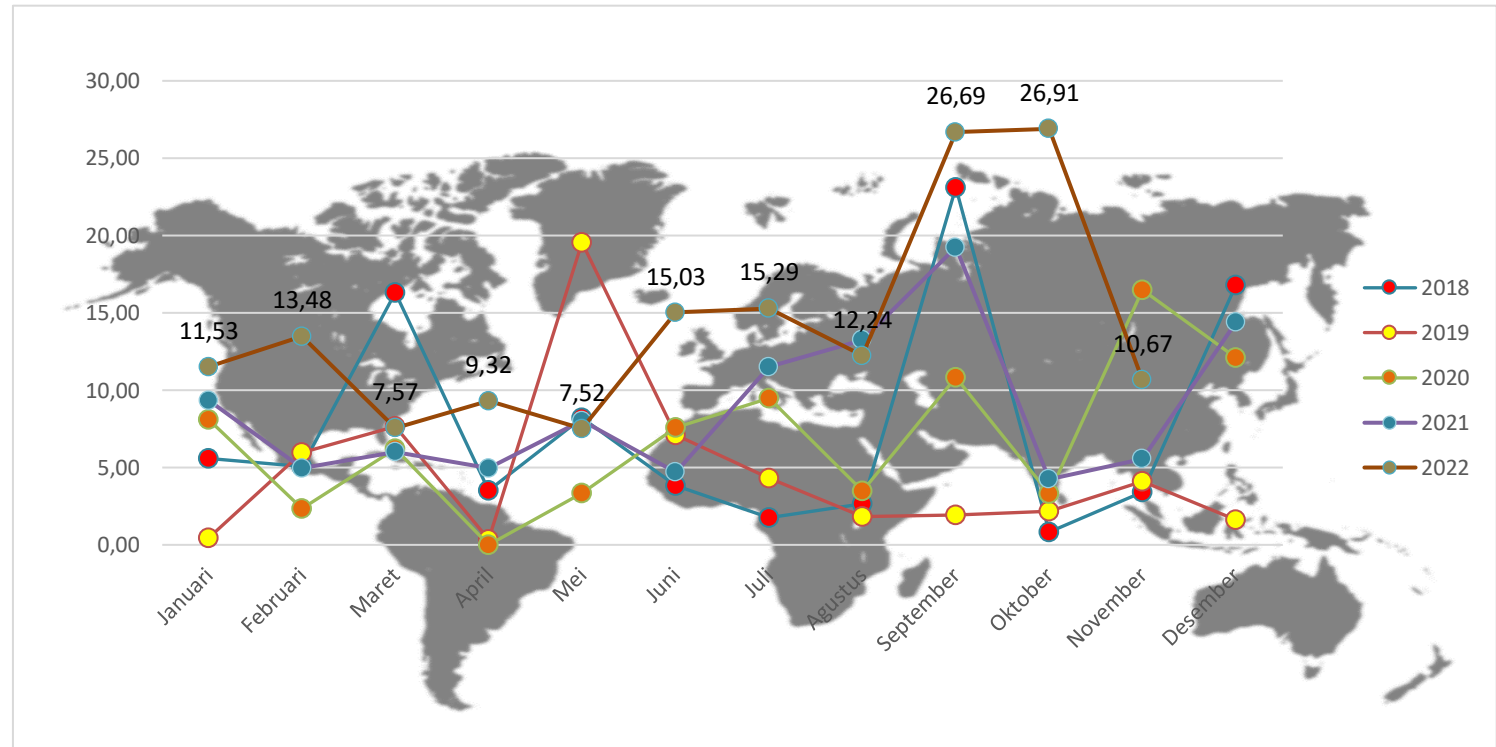 30,00
25,00
20,00
15,00
10,00
5,00
0,00
11,53
13,48
7,57
9,32
7,52
15,03
15,29
12,24
26,69
26,91
10,67
Januari
Februari
Maret
April
Mei
Juni
Juli
Agustus
September
Oktober
November
Desember
2018
2019
2020
2021
2022